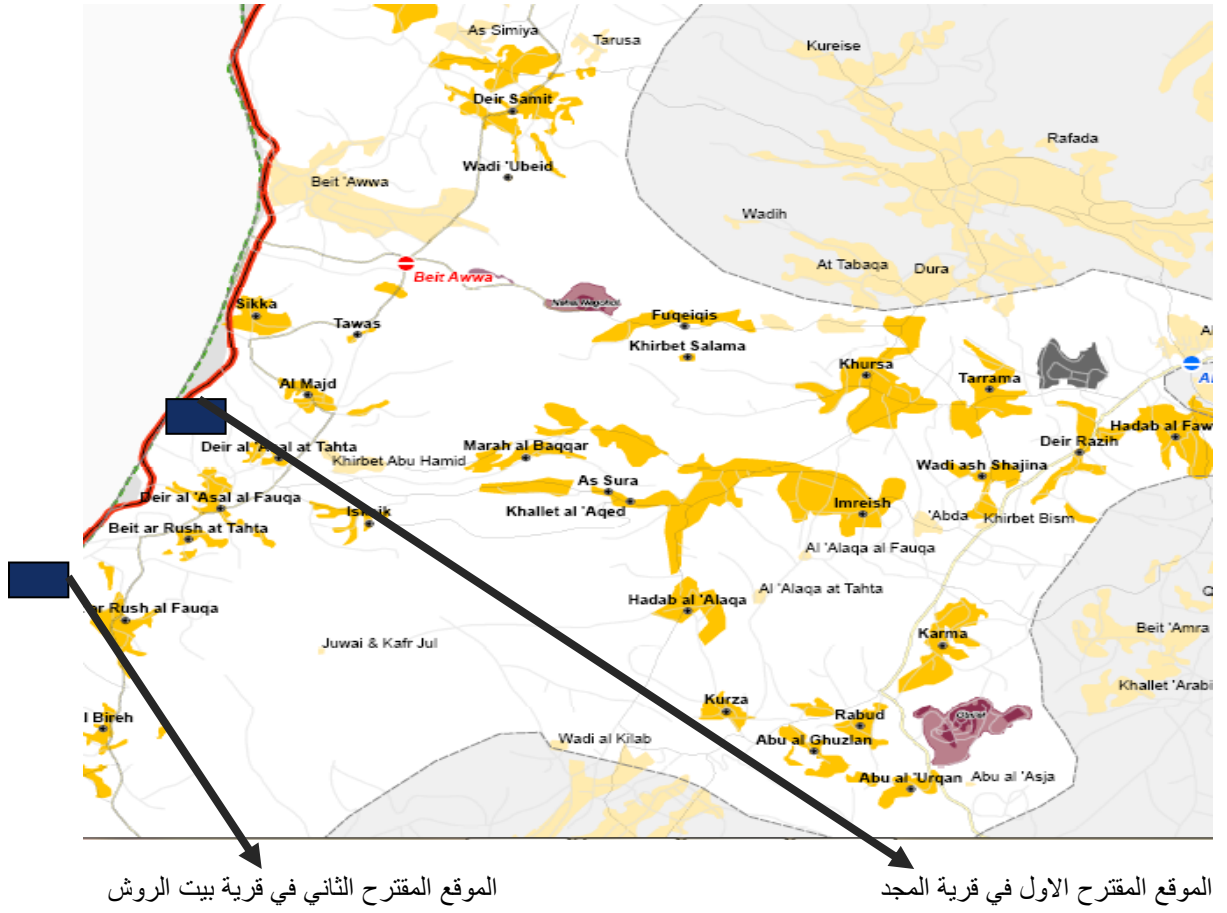 As Simiya
Tarusa
Kureise
Deir Samit
Rafada
Wadi 'Ubeid
Beit 'Awwa
Wadih
At Tabaqa
Dura
Beit Awwa
Sikka
Tawas
Fuqeiqis
Khirbet Salama
Khursa
Tarrama
Al Majd
Deir al 'Asal at Tahta
Khirbet Abu Hamid
Marah al Baqqar
Deir Razih
Hadab al Faw
Wadi ash Shajina
As Sura
Deir al 'Asal al Fauqa
Khallet al 'Aqed
Imreish
'Abda
Khirbet Bism
Beit ar Rush at Tahta
Al 'Alaqa al Fauqa
Al 'Alaqa at Tahta
Hadab al 'Alaqa
ar Rush al Fauqa
Juwai & Kafr Jul
Karma
Beit 'Amra
Khallet 'Arabi
Kurza
Rabud
Otniel
l Bireh
Wadi al Kilab
Abu al Ghuzlan
Abu al 'Urqan
Abu al 'Asja
الموقع المقترح الاول في قرية المجد
الموقع المقترح الثاني في قرية بيت الروش